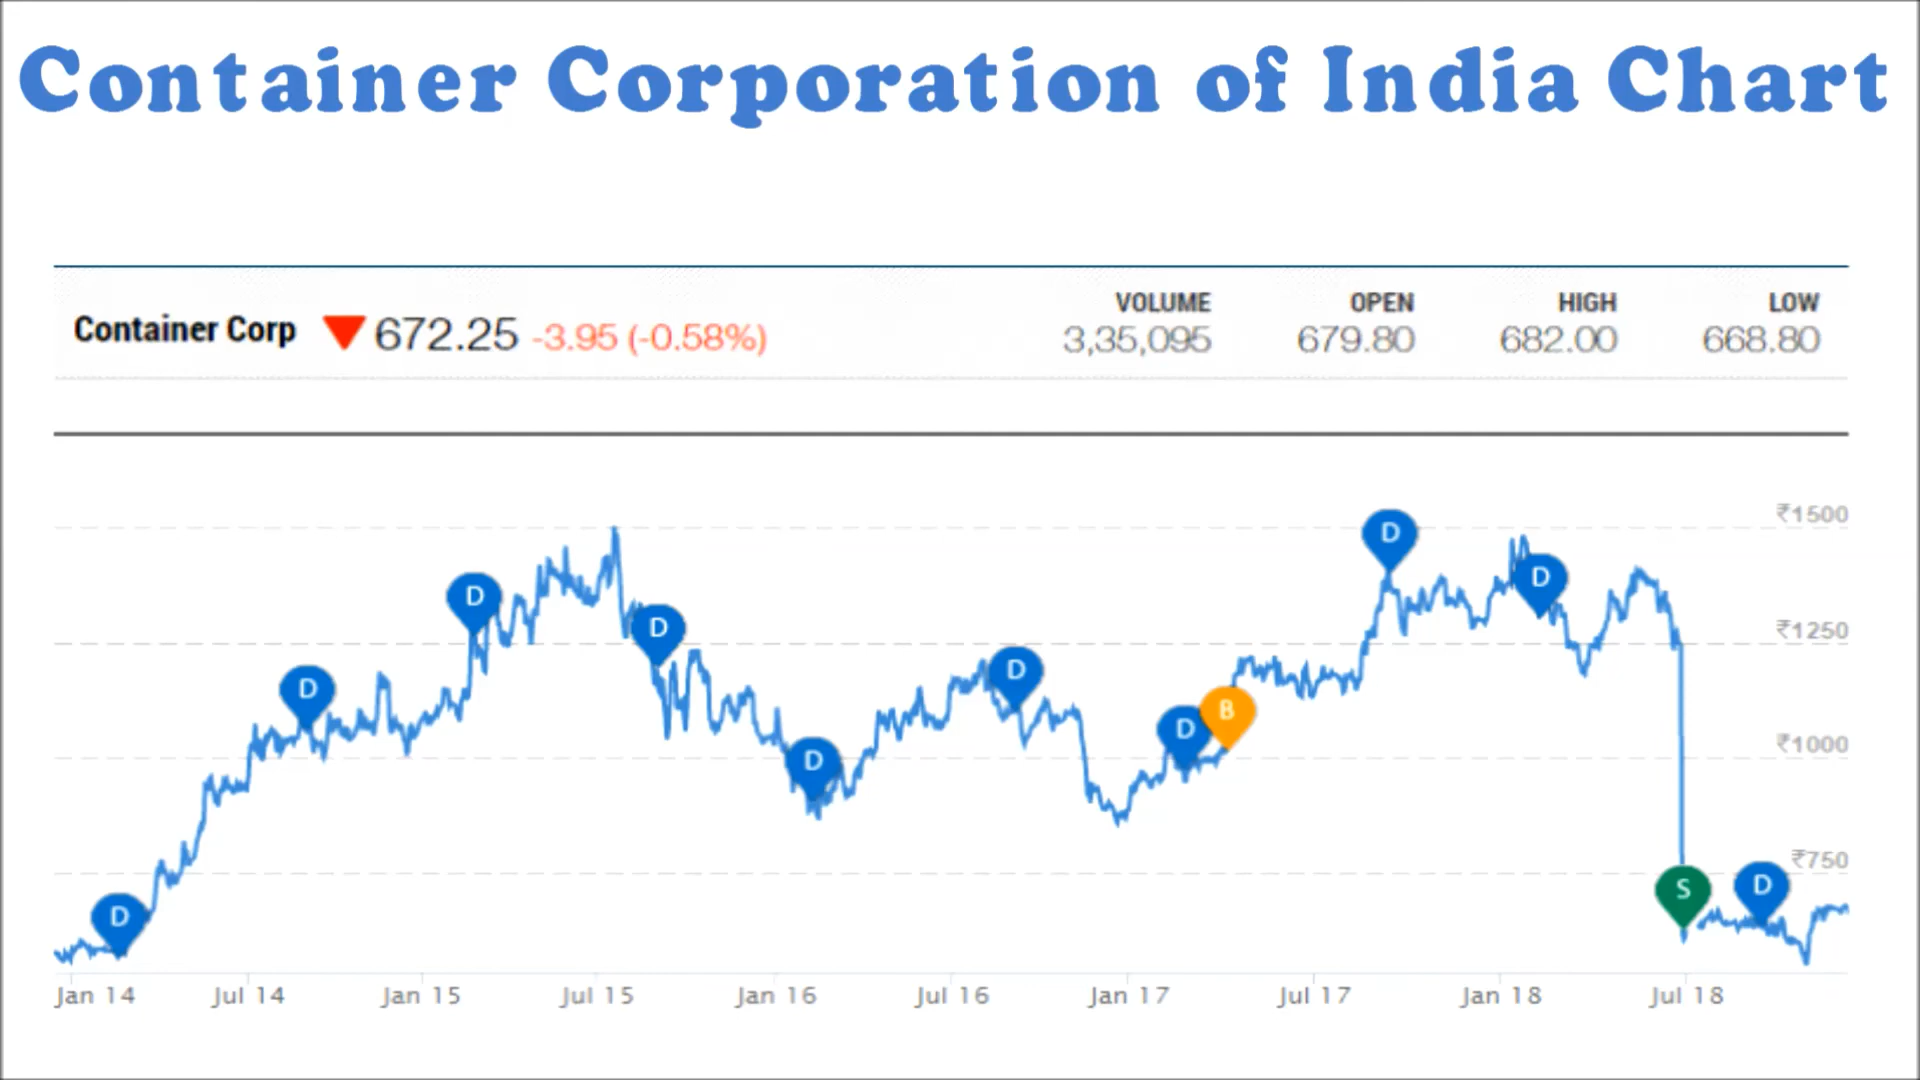 Container Corporation of India Chart
VOLUME OPEN HIGH LOW
Container Corp 672.25 -3.95 (-0.58%) 3,35,095 679.80 682.00 668.80
₹1500
D
D
D
D
₹1250
D
D
D
B
D
₹1000
D
₹750
D
S
D
Jan 14 Jul 14 Jan 15 Jul 15 Jan 16 Jul 16 Jan 17 Jul 17 Jan 18 Jul 18